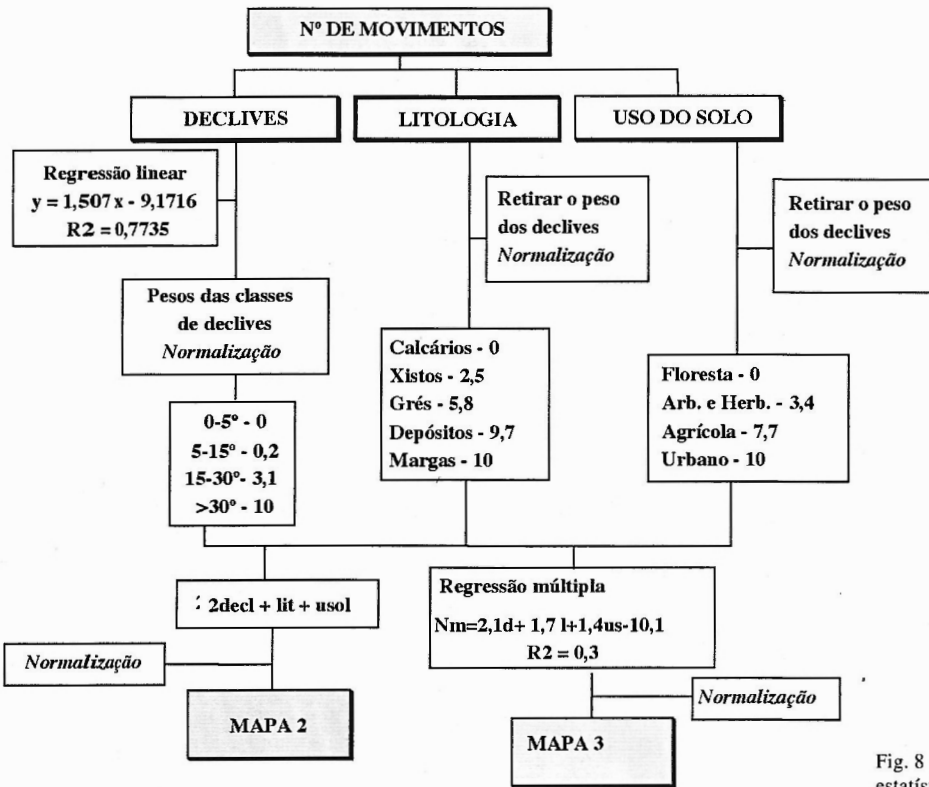 Nº DE MOVIMENTOS
DECLIVES
LITOLOGIA
USO DO SOLO
Regressão linear
y = 1,507 x - 9,1716
R2 = 0,7735
Retirar o peso
dos declives
Normalização
Retirar o peso
dos declives
Normalização
Pesos das classes
de declives
Normalização
Calcários - 0
Xistos - 2,5
Grés - 5,8
Depósitos - 9,7
Margas - 10
Floresta - 0
Arb. e Herb. - 3,4
Agrícola - 7,7
Urbano - 10
0-5º - 0
5-15º - 0,2
15-30º- 3,1
>30º - 10
2decl + lit + usol
Regressão múltipla
Nm=2,1d+ 1,7 l+1,4us-10,1
R2 = 0,3
Normalização
Normalização
MAPA 2
MAPA 3
Fig. 8